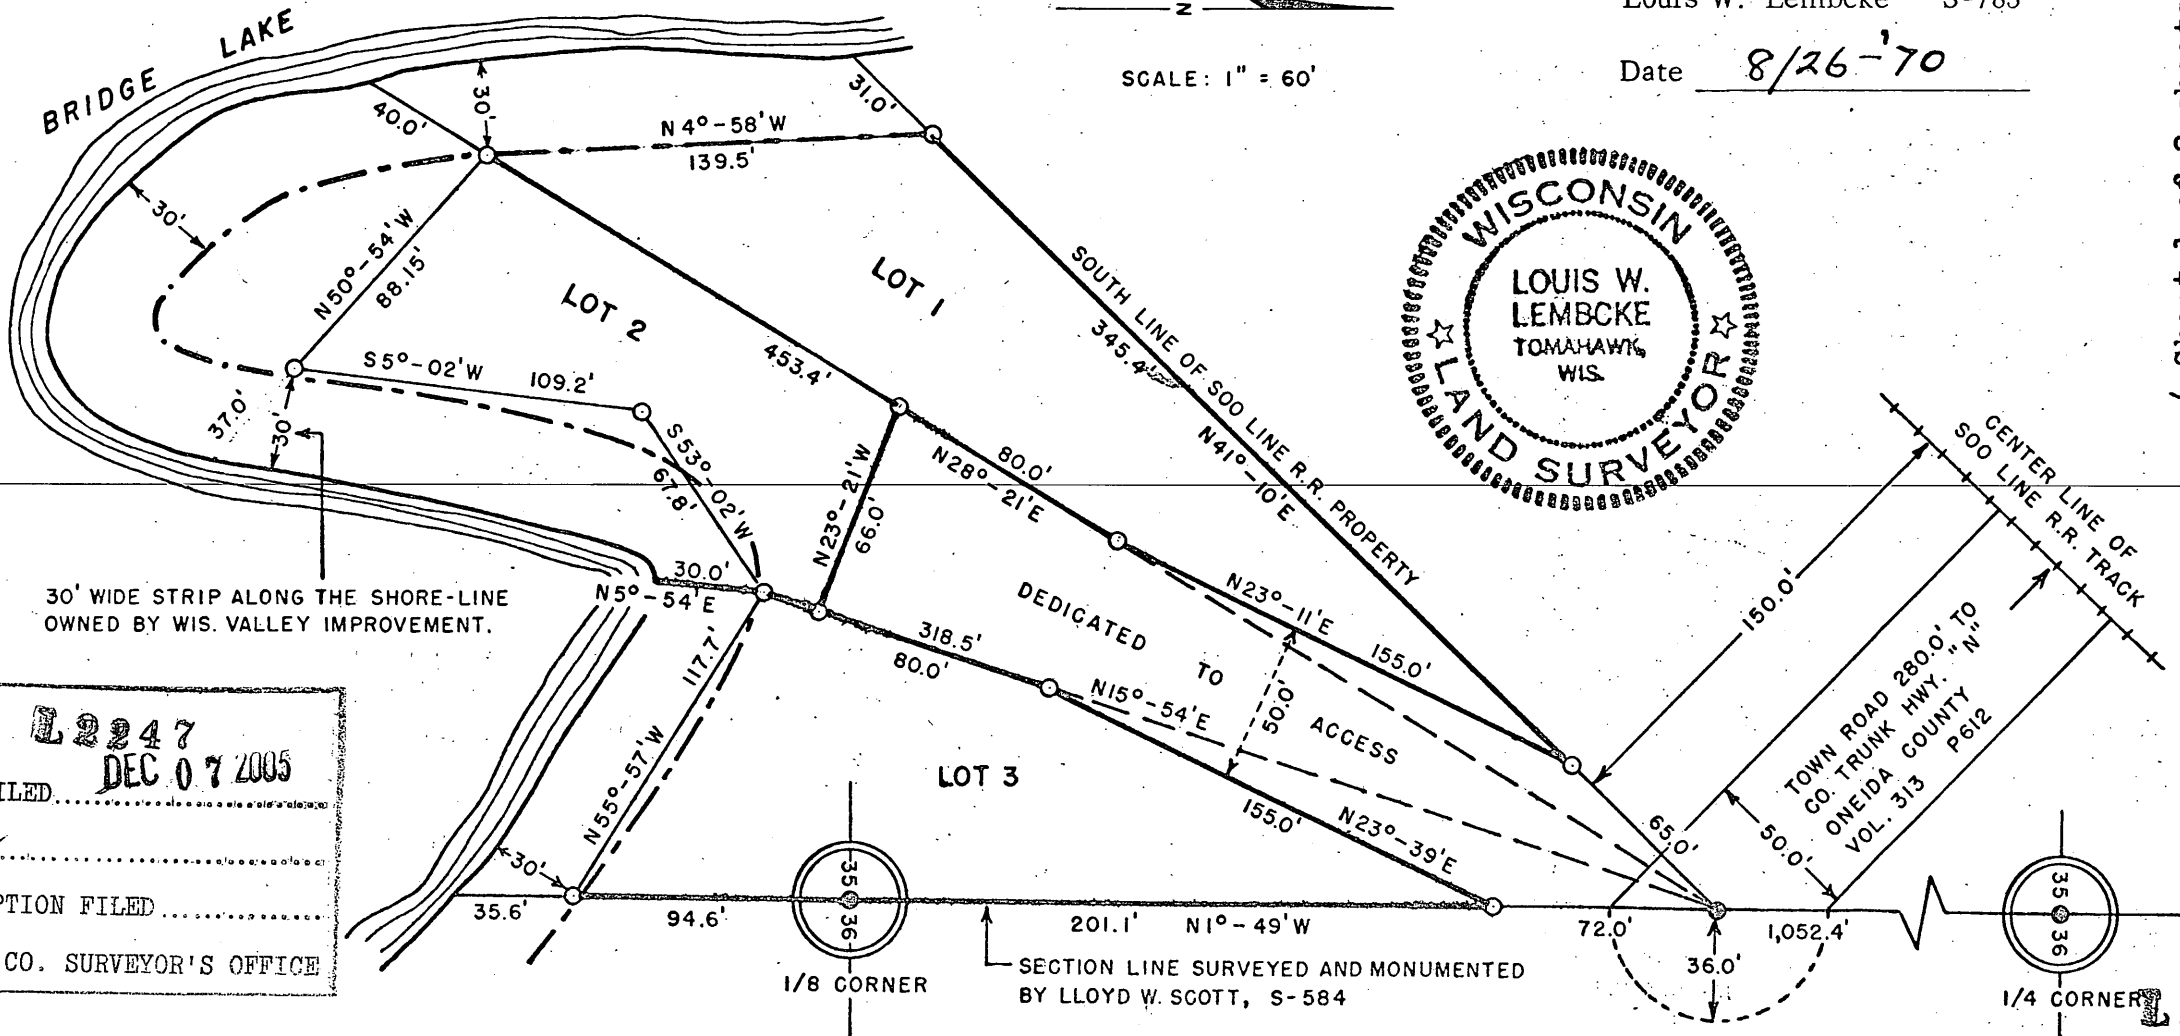 BRIDGE LAKE
N
SCALE: 1" = 60'
Louis W. Lembcke S-785
Date 8/26-'70
40.0'
30'
N 4°-58' W
139.5'
31.0'
30'
N50°-54' W
88.15'
LOT 2
LOT 1
SOUTH LINE OF SOO LINE R.R. PROPERTY
345.4'
N41°-10' E
WISCONSIN
LAND SURVEYOR
LOUIS W.
LEMBCKE
TOMAHAWK,
WIS.
S5°-02' W 109.2'
453.4'
37.0'
30'
S53°-02' W
67.8'
N23°-21' W
66.0'
80.0'
N28°-21' E
CENTER LINE OF
SOO LINE R.R. TRACK
150.0'
30' WIDE STRIP ALONG THE SHORE-LINE
OWNED BY WIS. VALLEY IMPROVEMENT.
30.0'
N5°-54' E
DEDICATED TO ACCESS
N23°-11' E
155.0'
318.5'
80.0'
N15°-54' E
50.0'
117.7'
N55°-57' W
LOT 3
155.0'
N23°-39' E
65.0'
TOWN ROAD 280.0' TO
CO. TRUNK HWY. "N"
ONEIDA COUNTY
VOL. 313 P612
50.0'
L2247
DEC 07 2005
ILED
PTION FILED
CO. SURVEYOR'S OFFICE
30'
35.6'
94.6'
35
36
201.1' N1°-49' W
72.0'
1,052.4'
36.0'
35
36
1/8 CORNER
SECTION LINE SURVEYED AND MONUMENTED
BY LLOYD W. SCOTT, S-584
1/4 CORNER
L